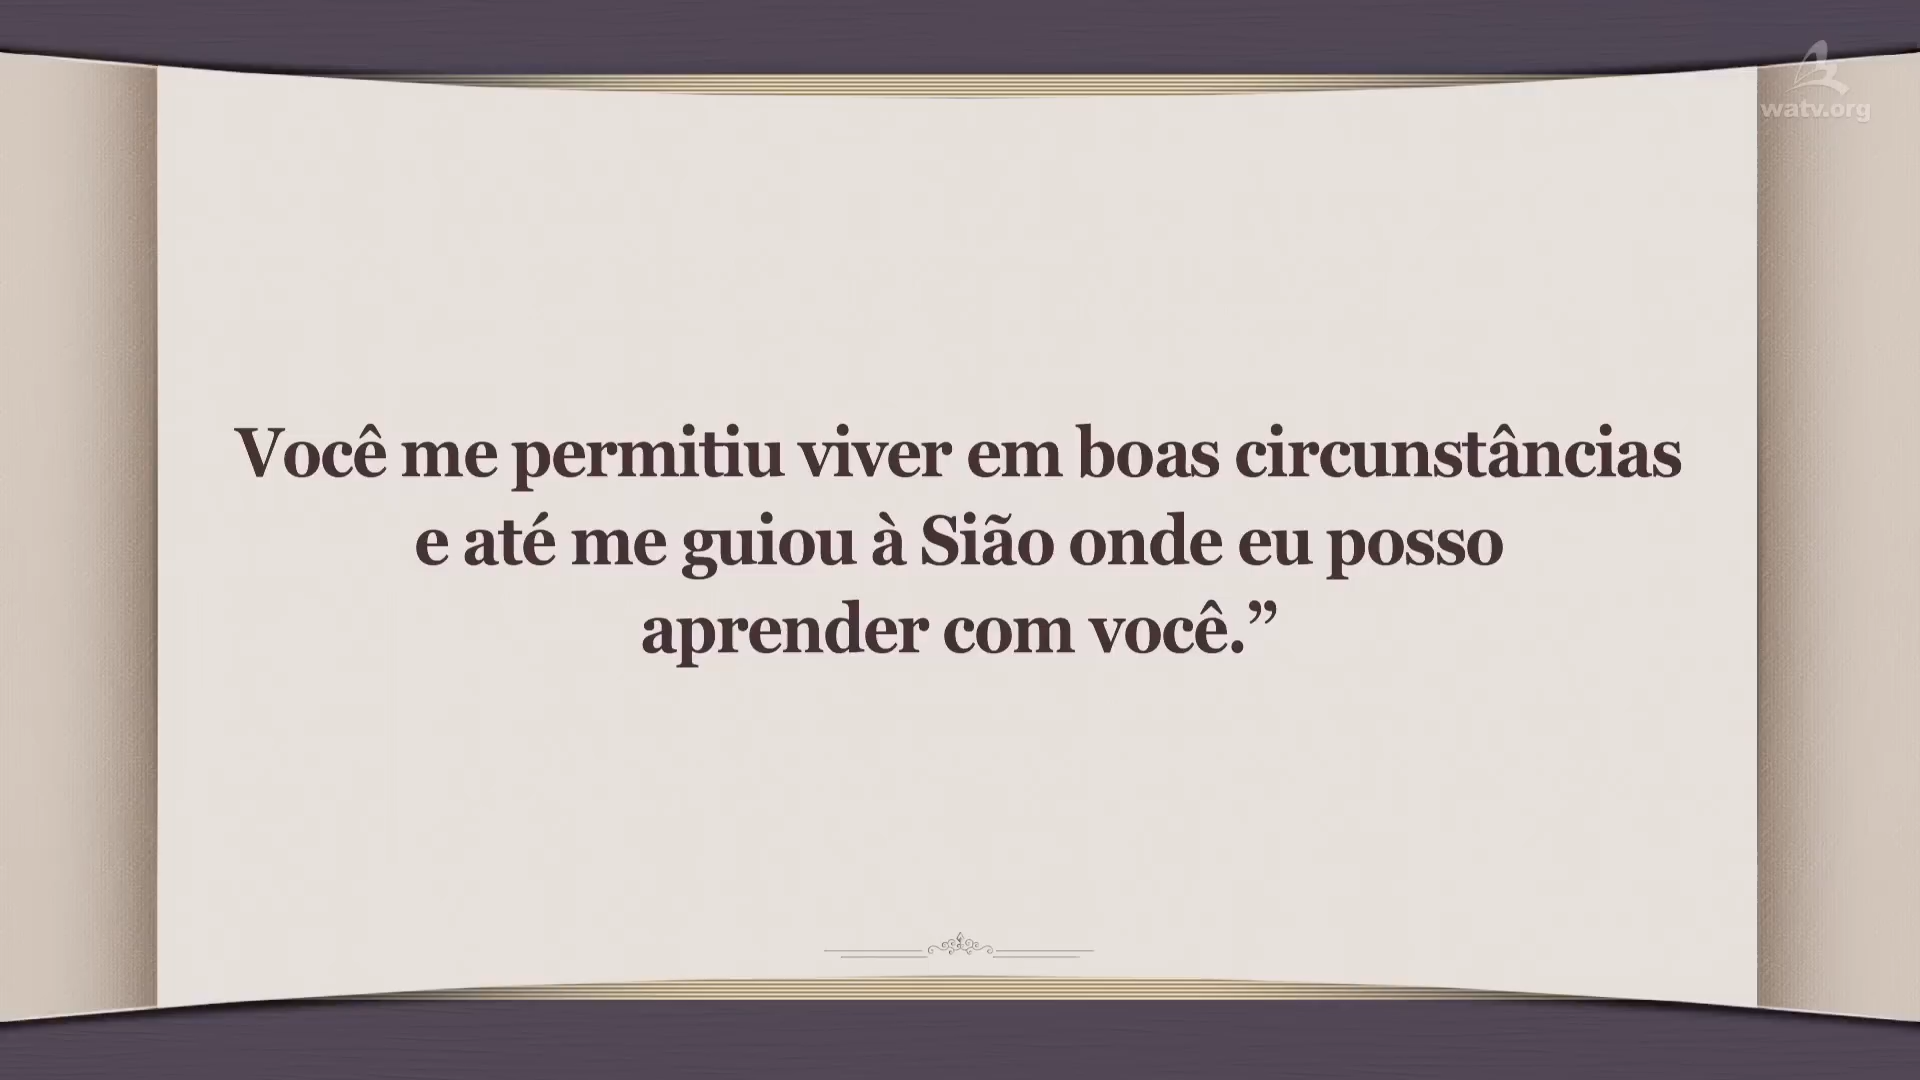 watv.org
Você me permitiu viver em boas circunstâncias
e até me guiou à Sião onde eu posso
aprender com você.”